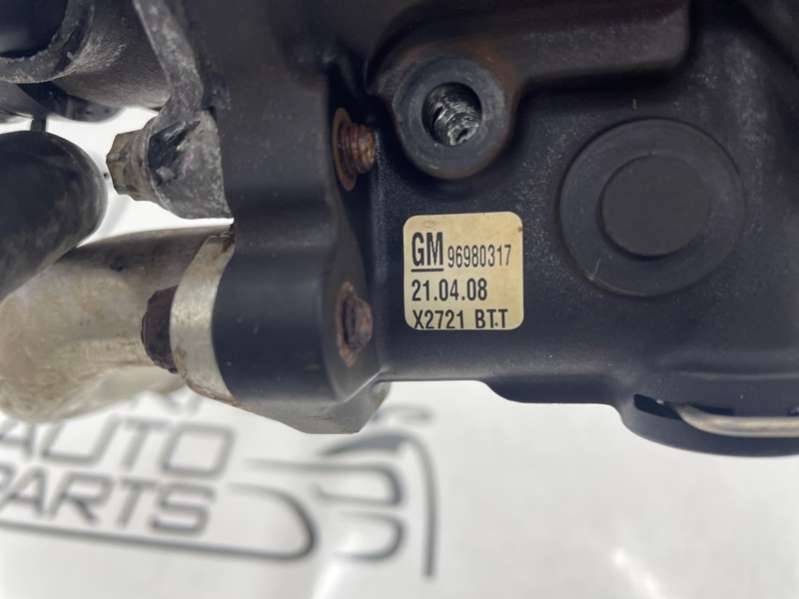 GM 96980317
21.04.08
X2721 BT.T
AUTO
PARTS